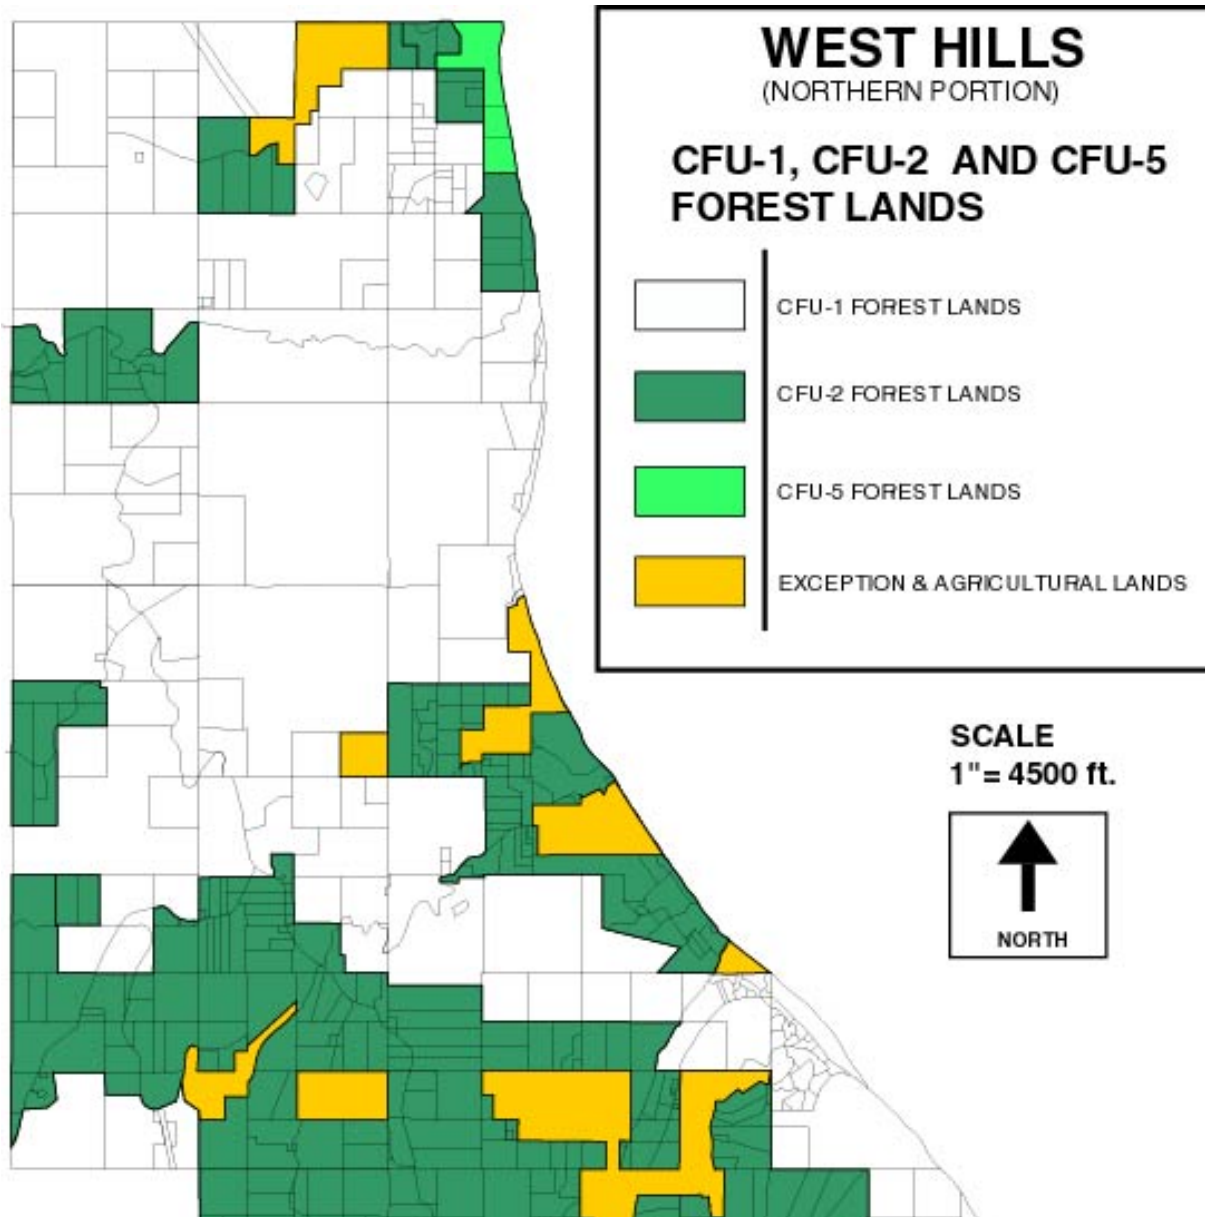 WEST HILLS
(NORTHERN PORTION)
CFU-1, CFU-2 AND CFU-5
FOREST LANDS
CFU-1 FOREST LANDS
CFU-2 FOREST LANDS
CFU-5 FOREST LANDS
EXCEPTION & AGRICULTURAL LANDS
SCALE
1"= 4500 ft.
NORTH